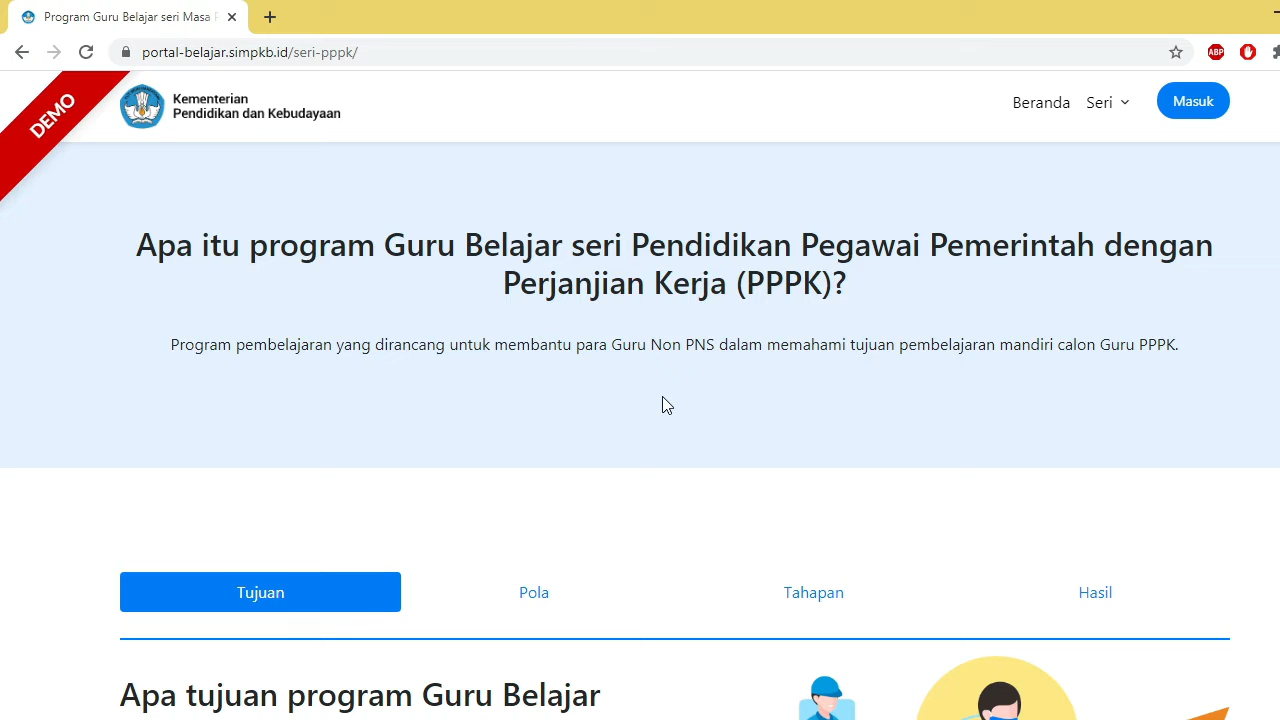 Program Guru Belajar seri Masa P
portal-belajar.simpkb.id/seri-pppk/
ABP
DEMO
Kementerian
Pendidikan dan Kebudayaan
Beranda Seri Masuk
Apa itu program Guru Belajar seri Pendidikan Pegawai Pemerintah dengan
Perjanjian Kerja (PPPK)?
Program pembelajaran yang dirancang untuk membantu para Guru Non PNS dalam memahami tujuan pembelajaran mandiri calon Guru PPPK.
Tujuan Pola Tahapan Hasil
Apa tujuan program Guru Belajar